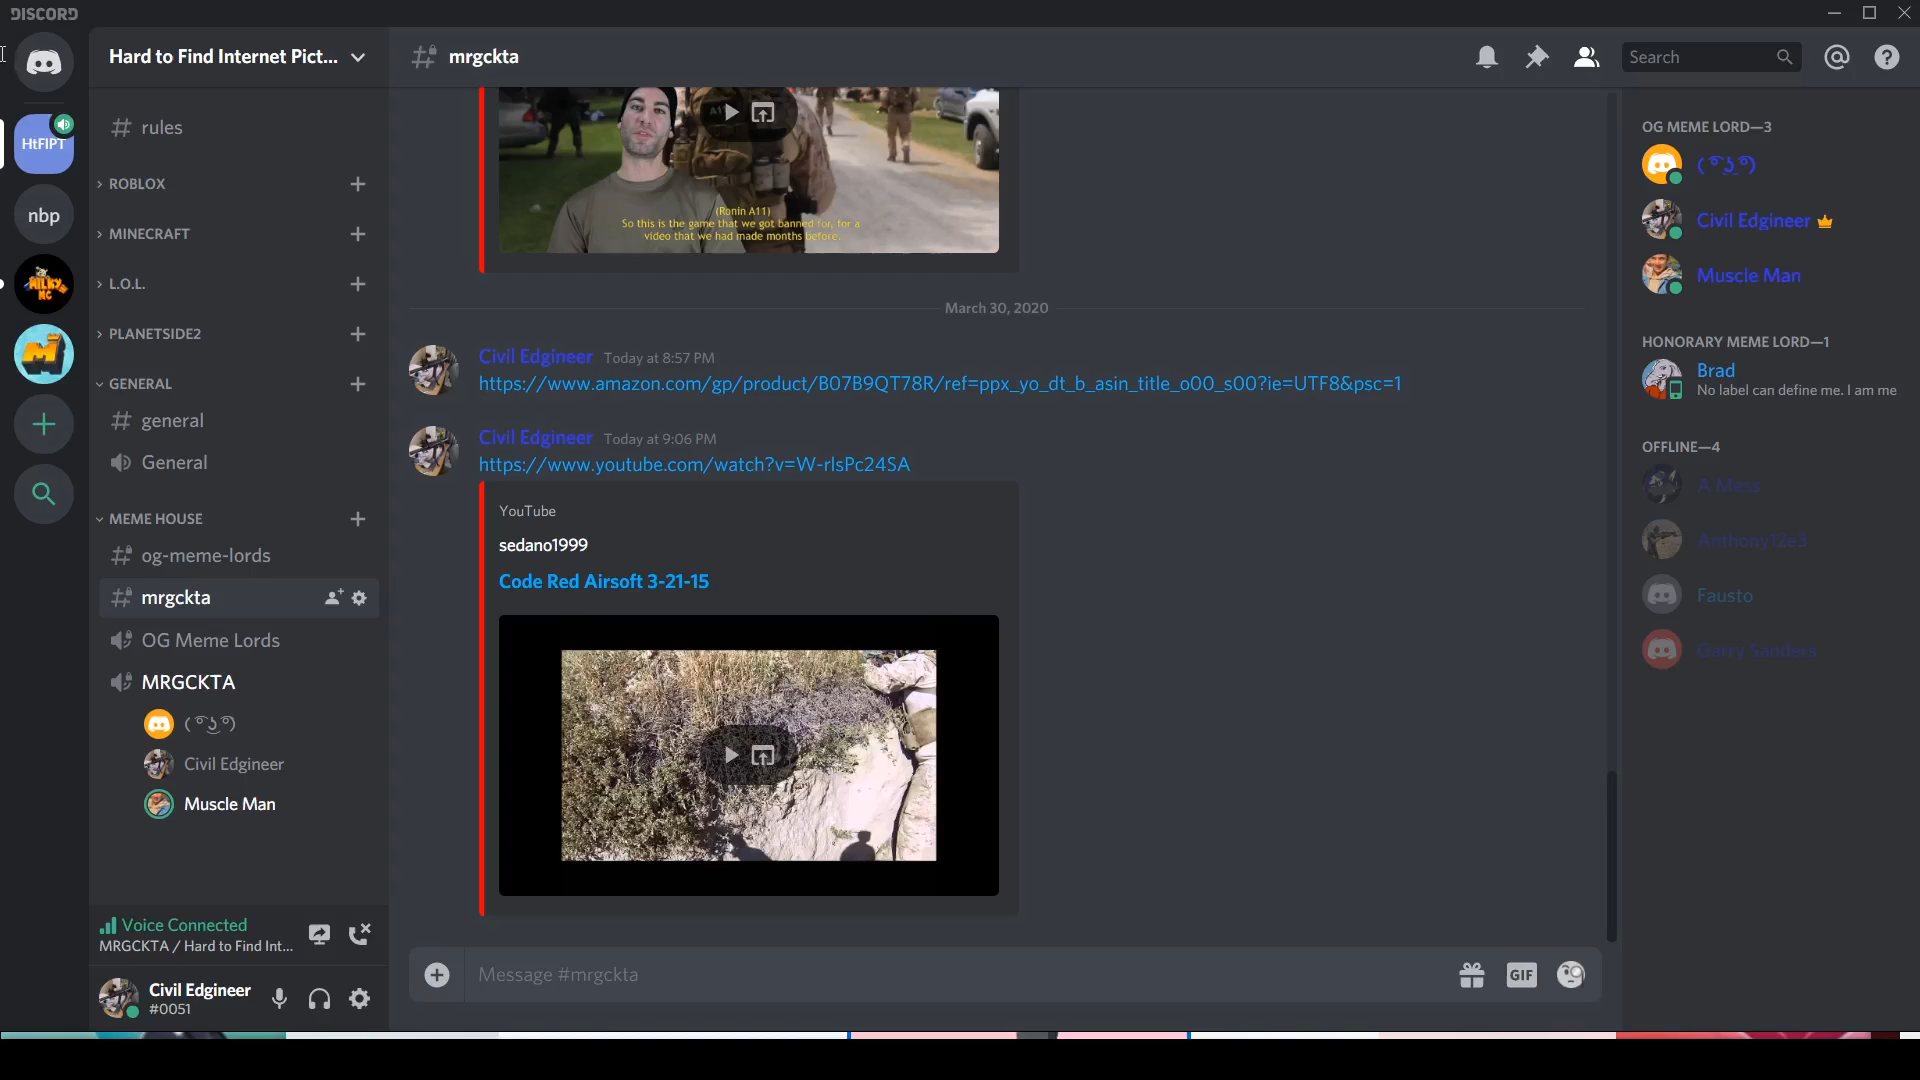 DISCORD
Hard to Find Internet Pict...
mrgckta
Search
HtFIPT
nbp
MILKY
MC
rules
ROBLOX
MINECRAFT
L.O.L.
PLANETSIDE2
GENERAL
general
General
MEME HOUSE
og-meme-lords
mrgckta
OG Meme Lords
MRGCKTA
( ͡° ͜ʖ ͡°)
Civil Edgineer
Muscle Man
Voice Connected
MRGCKTA / Hard to Find Int...
Civil Edgineer
#0051
(Ronin A11)
So this is the game that we got banned for, for a
video that we had made months before.
March 30, 2020
Civil Edgineer Today at 8:57 PM
https://www.amazon.com/gp/product/B07B9QT78R/ref=ppx_yo_dt_b_asin_title_o00_s00?ie=UTF8&psc=1
Civil Edgineer Today at 9:06 PM
https://www.youtube.com/watch?v=W-rlsPc24SA
YouTube
sedano1999
Code Red Airsoft 3-21-15
Message #mrgckta
GIF
OG MEME LORD—3
( ͡° ͜ʖ ͡°)
Civil Edgineer
Muscle Man
HONORARY MEME LORD—1
Brad
No label can define me. I am me
OFFLINE—4
A Mess
Anthony12e3
Fausto
Garry Sanders